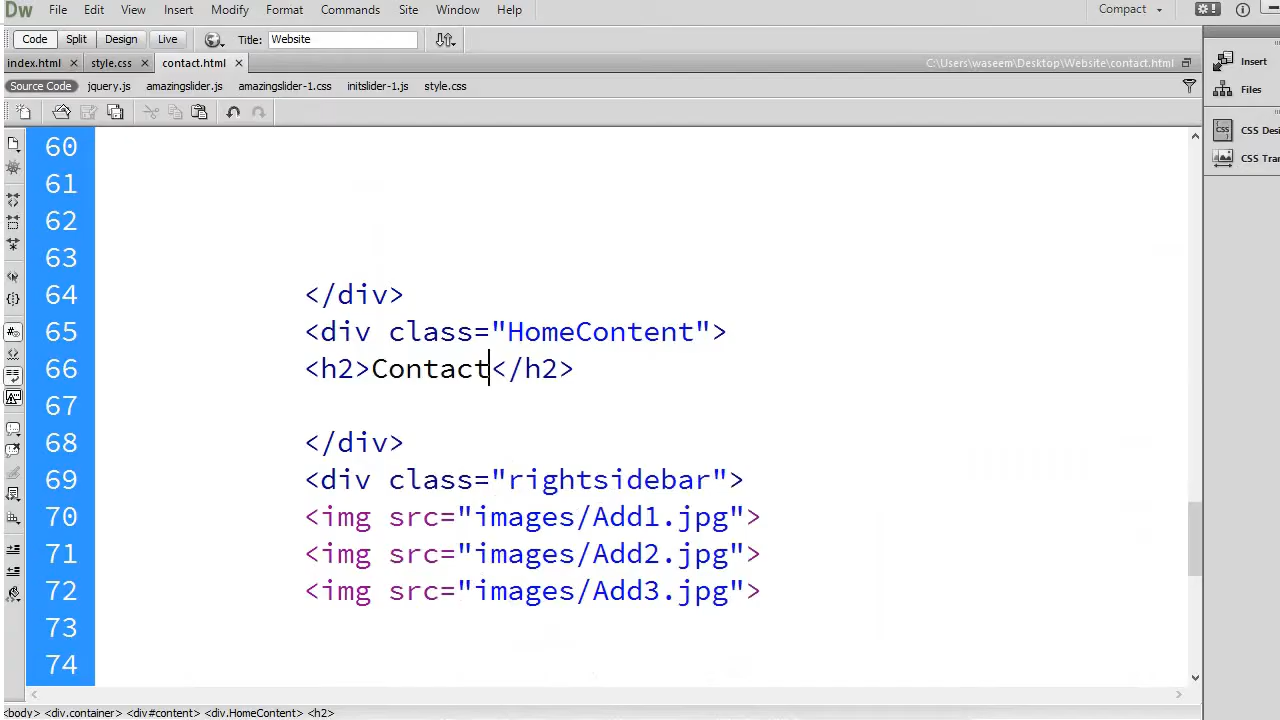 Dw File Edit View Insert Modify Format Commands Site Window Help Compact
Code Split Design Live Title: Website
index.html style.css contact.html C:\Users\waseem\Desktop\Website\contact.html
Source Code jquery.js amazingslider.js amazingslider-1.css initslider-1.js style.css
Insert
Files
CSS Des
CSS Tra
60
61
62
63
64 </div>
65 <div class="HomeContent">
66 <h2>Contact</h2>
67
68 </div>
69 <div class="rightsidebar">
70 <img src="images/Add1.jpg">
71 <img src="images/Add2.jpg">
72 <img src="images/Add3.jpg">
73
74
<body> <div.container> <div#content> <div.HomeContent> <h2>